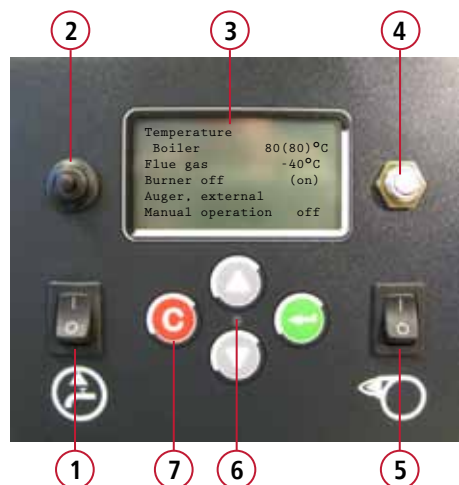 2
3
4
Temperature
Boiler 80(80)°C
Flue gas -40°C
Burner off (on)
Auger, external
Manual operation off
I
O
C
I
O
1
7
6
5